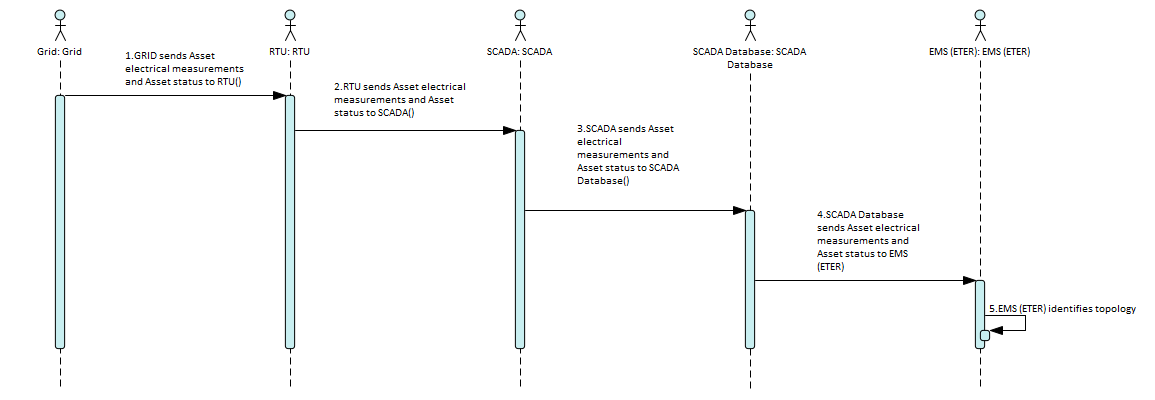 Grid: Grid
RTU: RTU
SCADA: SCADA
SCADA Database: SCADA
Database
EMS (ETER): EMS (ETER)
1.GRID sends Asset
electrical measurements
and Asset status to RTU()
2.RTU sends Asset electrical
measurements and Asset
status to SCADA()
3.SCADA sends Asset
electrical
measurements and
Asset status to SCADA
Database()
4.SCADA Database
sends Asset electrical
measurements and
Asset status to EMS
(ETER)
5.EMS (ETER) identifies topology